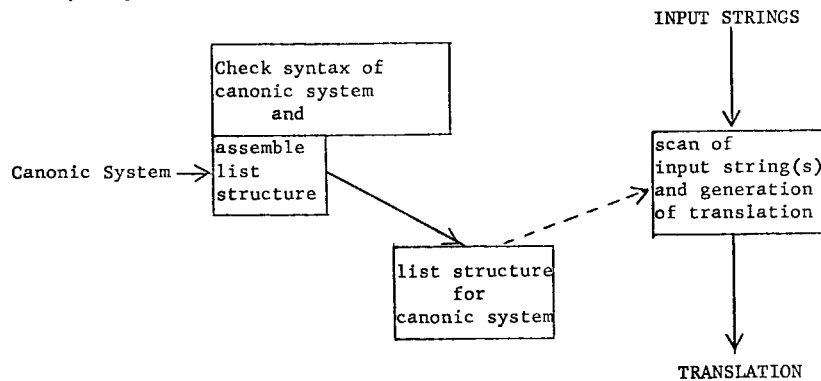 INPUT STRINGS
Check syntax of
canonic system
and
assemble
list
structure
Canonic System
scan of
input string(s)
and generation
of translation
list structure
for
canonic system
TRANSLATION